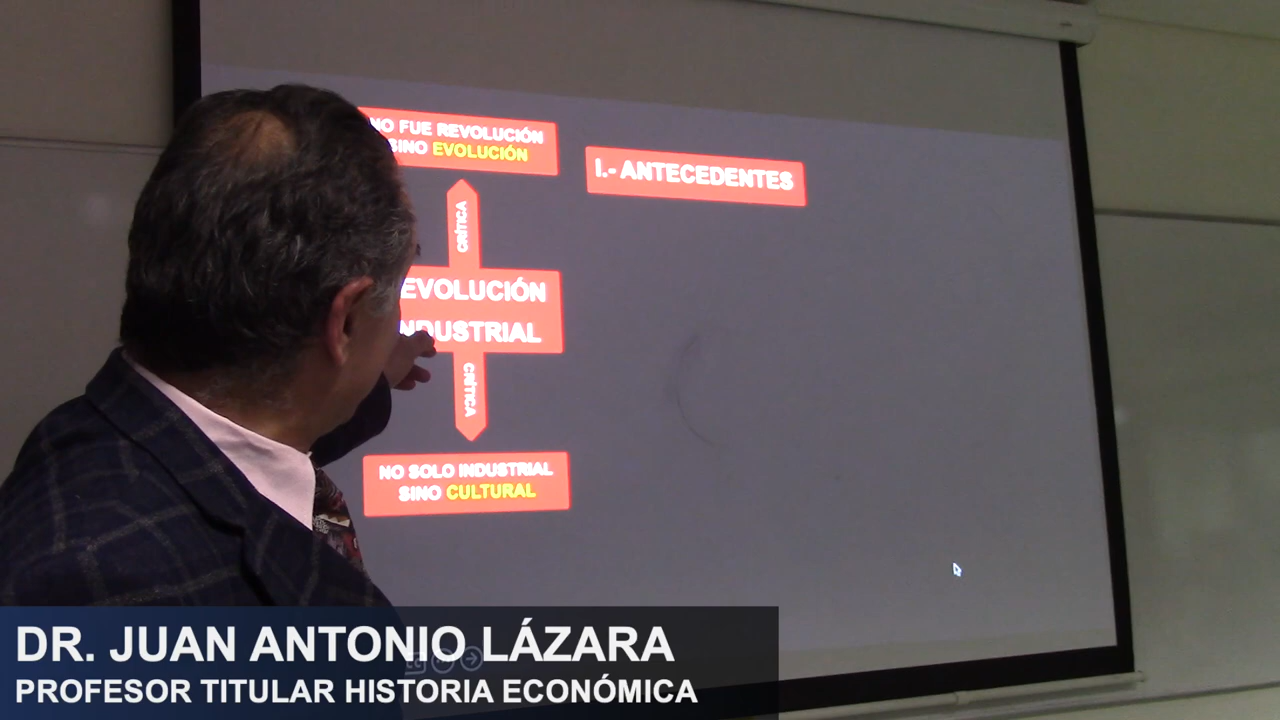 NO FUE REVOLUCIÓN
SINO EVOLUCIÓN
I.- ANTECEDENTES
CRÍTICA
EVOLUCIÓN
NDUSTRIAL
CRÍTICA
NO SOLO INDUSTRIAL
SINO CULTURAL
DR. JUAN ANTONIO LÁZARA
PROFESOR TITULAR HISTORIA ECONÓMICA